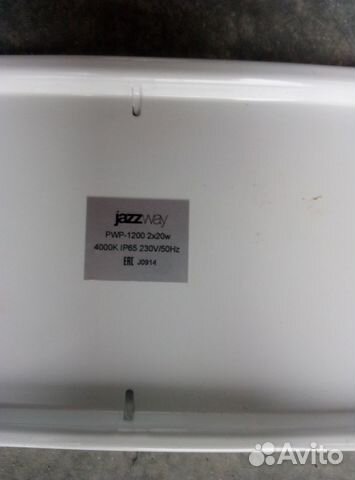 jazzway
PWP-1200 2x20w
4000K IP65 230V/50Hz
EAC J0914
Avito